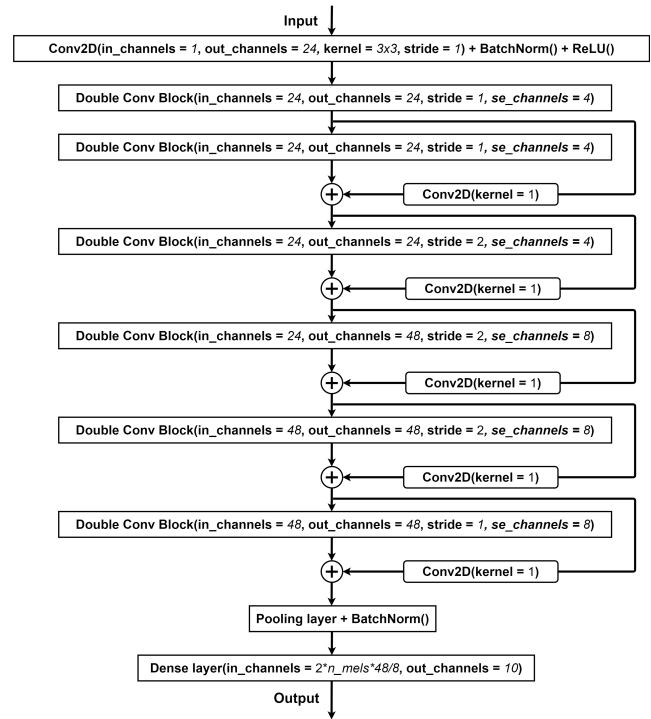 Input
Conv2D(in_channels = 1, out_channels = 24, kernel = 3x3, stride = 1) + BatchNorm() + ReLU()
Double Conv Block(in_channels = 24, out_channels = 24, stride = 1, se_channels = 4)
Double Conv Block(in_channels = 24, out_channels = 24, stride = 1, se_channels = 4)
+ Conv2D(kernel = 1)
Double Conv Block(in_channels = 24, out_channels = 24, stride = 2, se_channels = 4)
+ Conv2D(kernel = 1)
Double Conv Block(in_channels = 24, out_channels = 48, stride = 2, se_channels = 8)
+ Conv2D(kernel = 1)
Double Conv Block(in_channels = 48, out_channels = 48, stride = 2, se_channels = 8)
+ Conv2D(kernel = 1)
Double Conv Block(in_channels = 48, out_channels = 48, stride = 1, se_channels = 8)
+ Conv2D(kernel = 1)
Pooling layer + BatchNorm()
Dense layer(in_channels = 2*n_mels*48/8, out_channels = 10)
Output